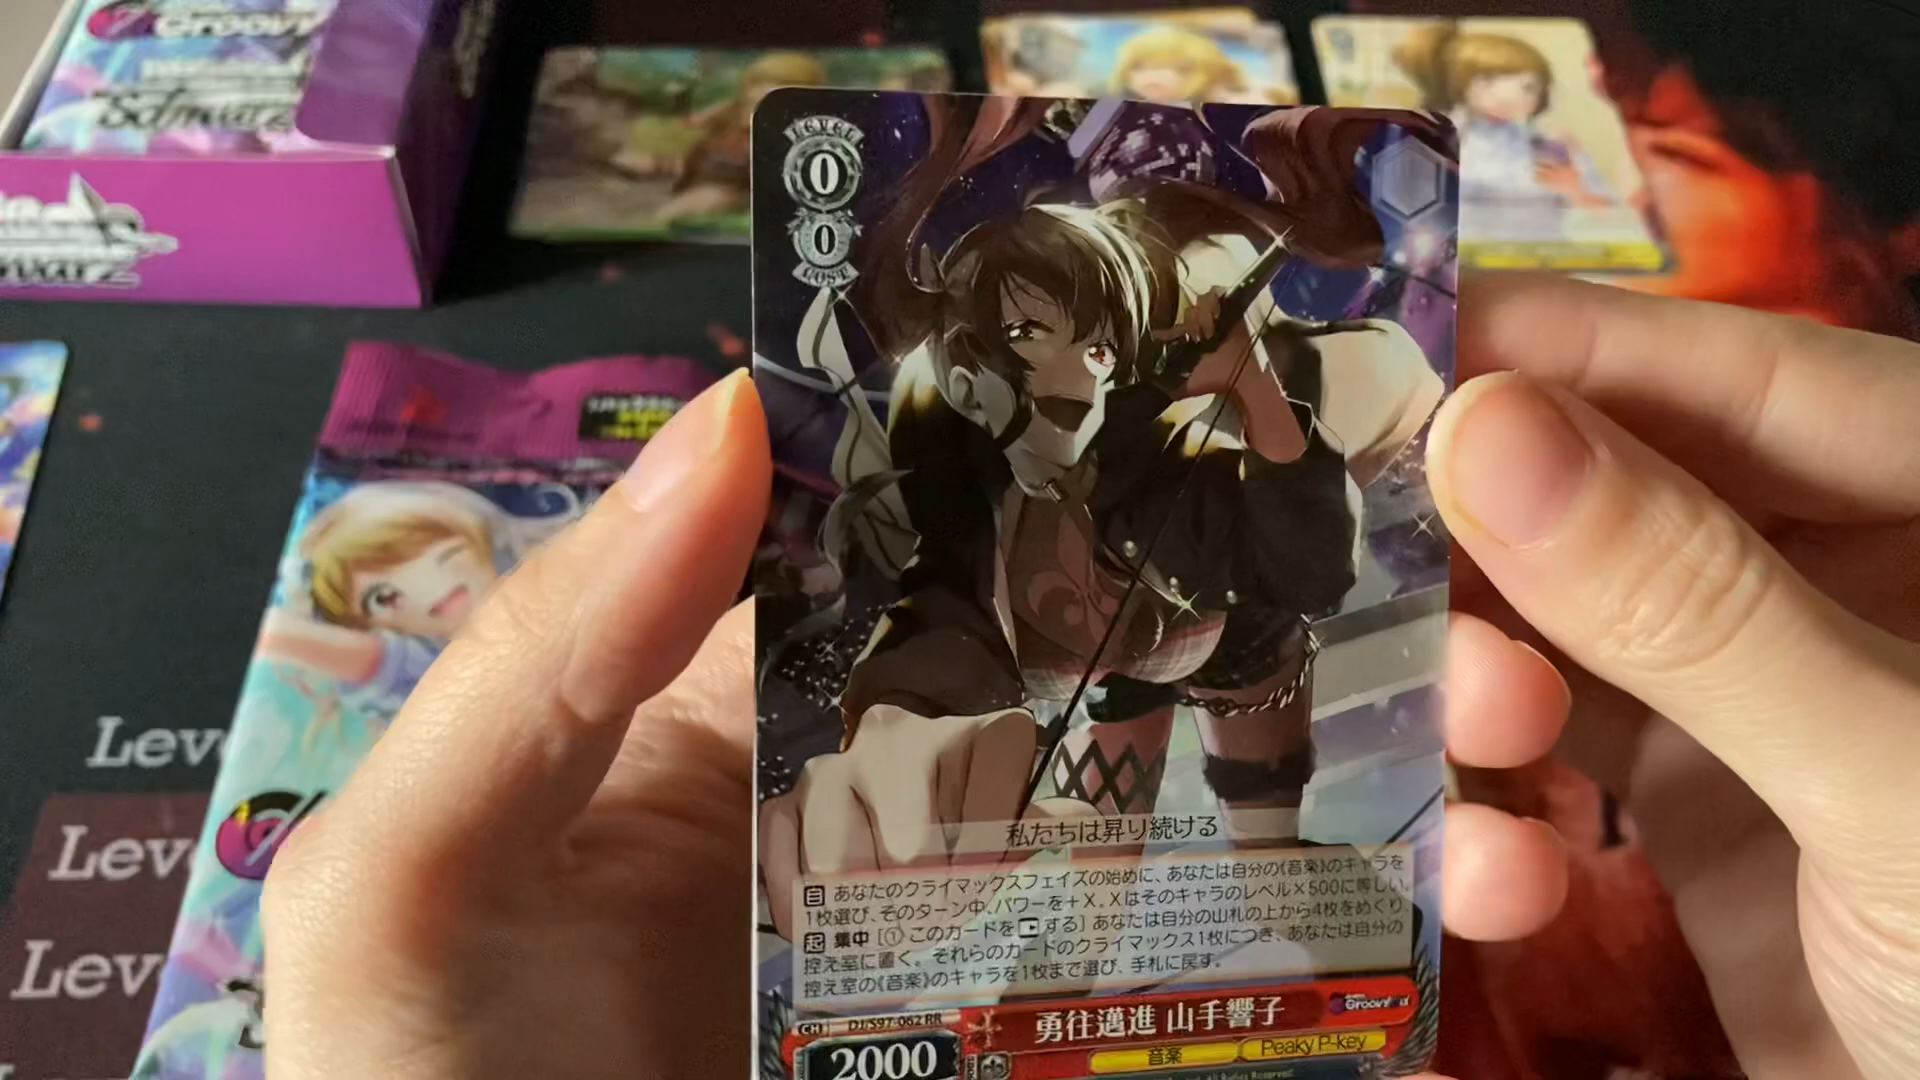 Groovy
Schwarz
LEVEL
0
0
COST
Leve
Leve
Leve
私たちは昇り続ける
自 あなたのクライマックスフェイズの始めに、あなたは自分の《音楽》のキャラを
1枚選び、そのターン中、パワーを+X。Xはそのキャラのレベル×500に等しい。
起 集中 [① このカードを する] あなたは自分の山札の上から4枚をめくり
控え室に置く。それらのカードのクライマックス1枚につき、あなたは自分の
控え室の《音楽》のキャラを1枚まで選び、手札に戻す。
CH DJ/S97-062 RR
勇往邁進 山手響子
Groovy
2000
音楽
Peaky P-key